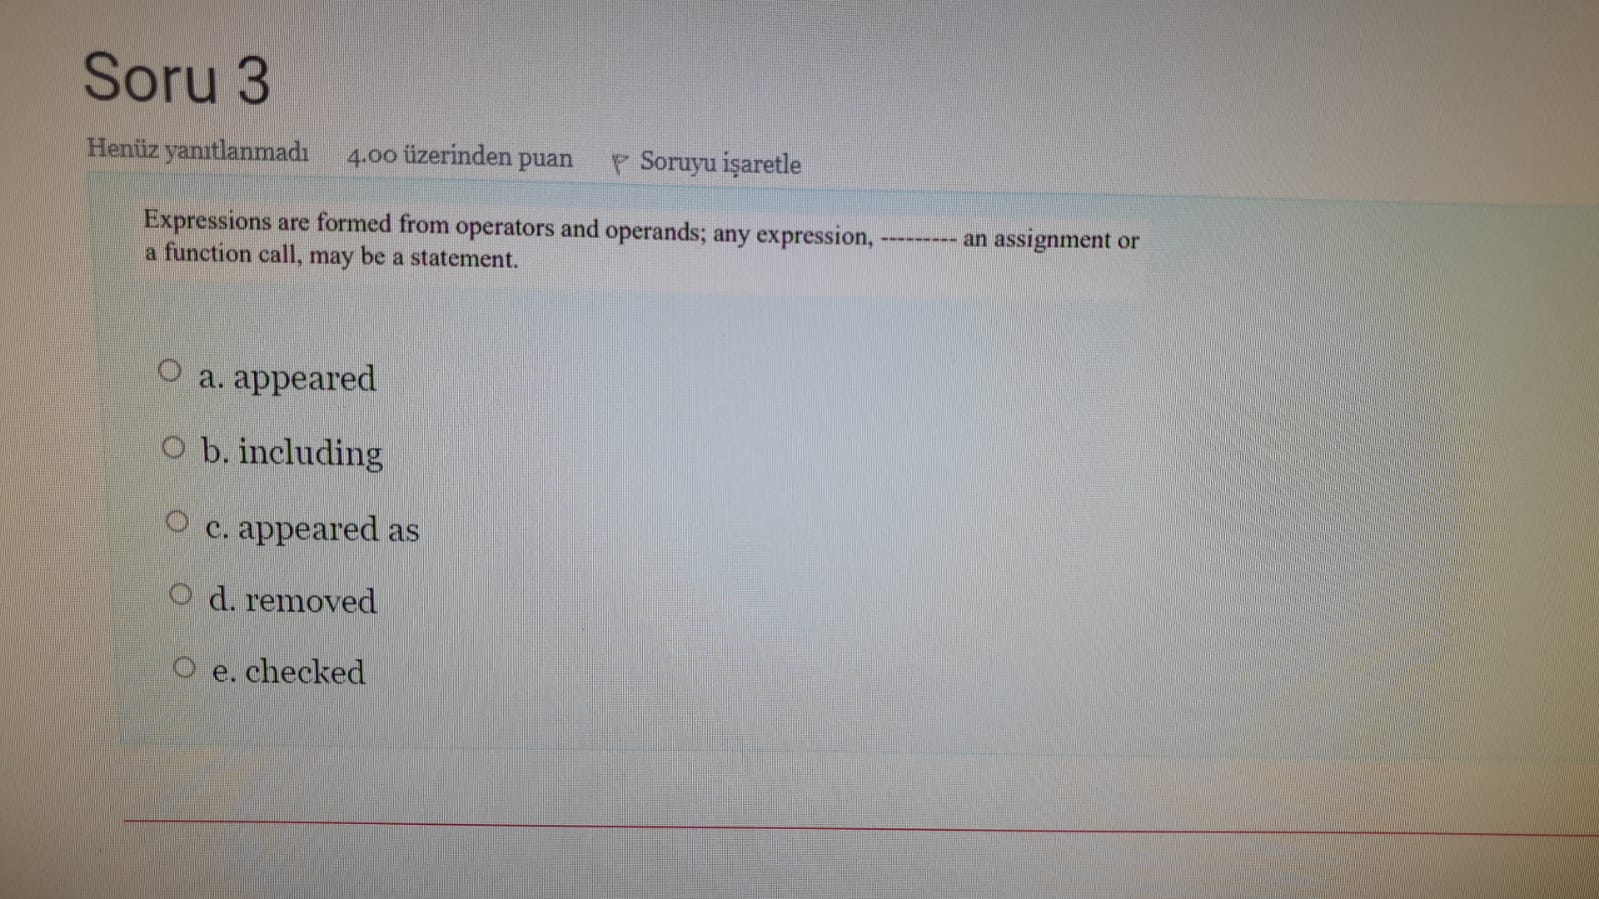 Soru 3
Henüz yanıtlanmadı 4.00 üzerinden puan Soruyu işaretle
Expressions are formed from operators and operands; any expression, --------- an assignment or
a function call, may be a statement.
a. appeared
b. including
c. appeared as
d. removed
e. checked